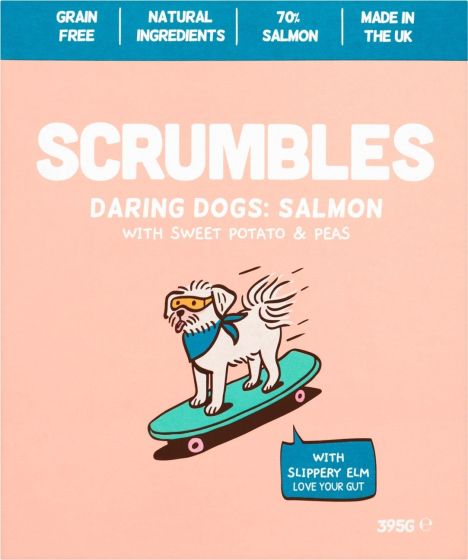 GRAIN FREE
NATURAL INGREDIENTS
70% SALMON
MADE IN THE UK
SCRUMBLES
DARING DOGS: SALMON
WITH SWEET POTATO & PEAS
WITH
SLIPPERY ELM
LOVE YOUR GUT
395G ℮